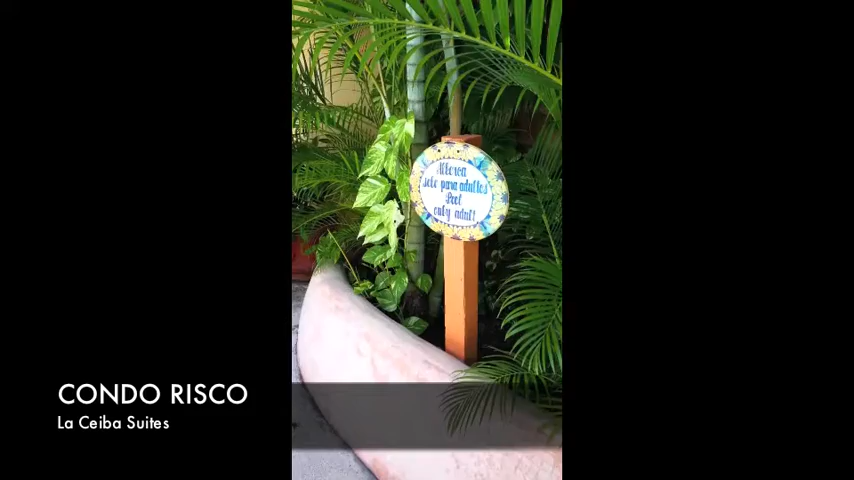 Alberca
solo para adultos
Pool
only adult
CONDO RISCO
La Ceiba Suites